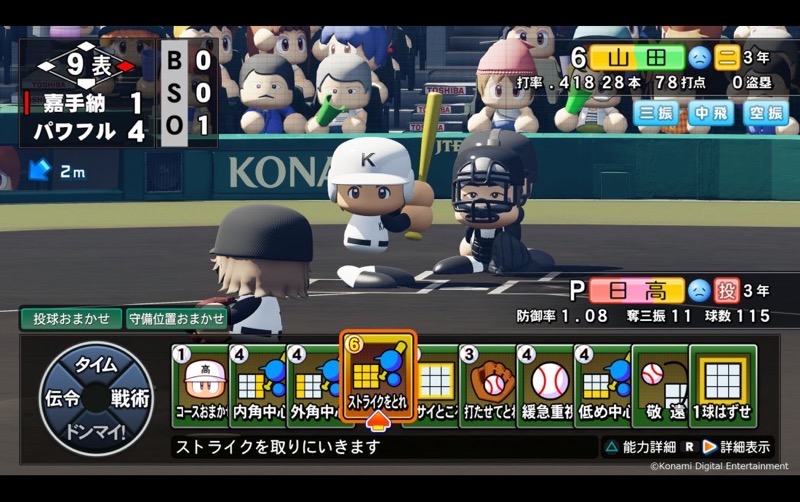 9表
嘉手納 1
パワフル 4
B 0
S 0
O 1
2m
6 山田 二 3年
打率.418 28本 78打点 0盗塁
三振 中飛 空振
TOSHIBA
KONA
JTE
P 日高 投 3年
防御率1.08 奪三振11 球数115
投球おまかせ 守備位置おまかせ
タイム
伝令 戦術
ドンマイ!
1 コースおまか
4 内角中心
4 外角中心
6 ストライクをとれ
サイとこ
3 打たせてと
4 緩急重視
4 低め中心
敬遠
1球はずせ
ストライクを取りにいきます
能力詳細 R 詳細表示
©Konami Digital Entertainment